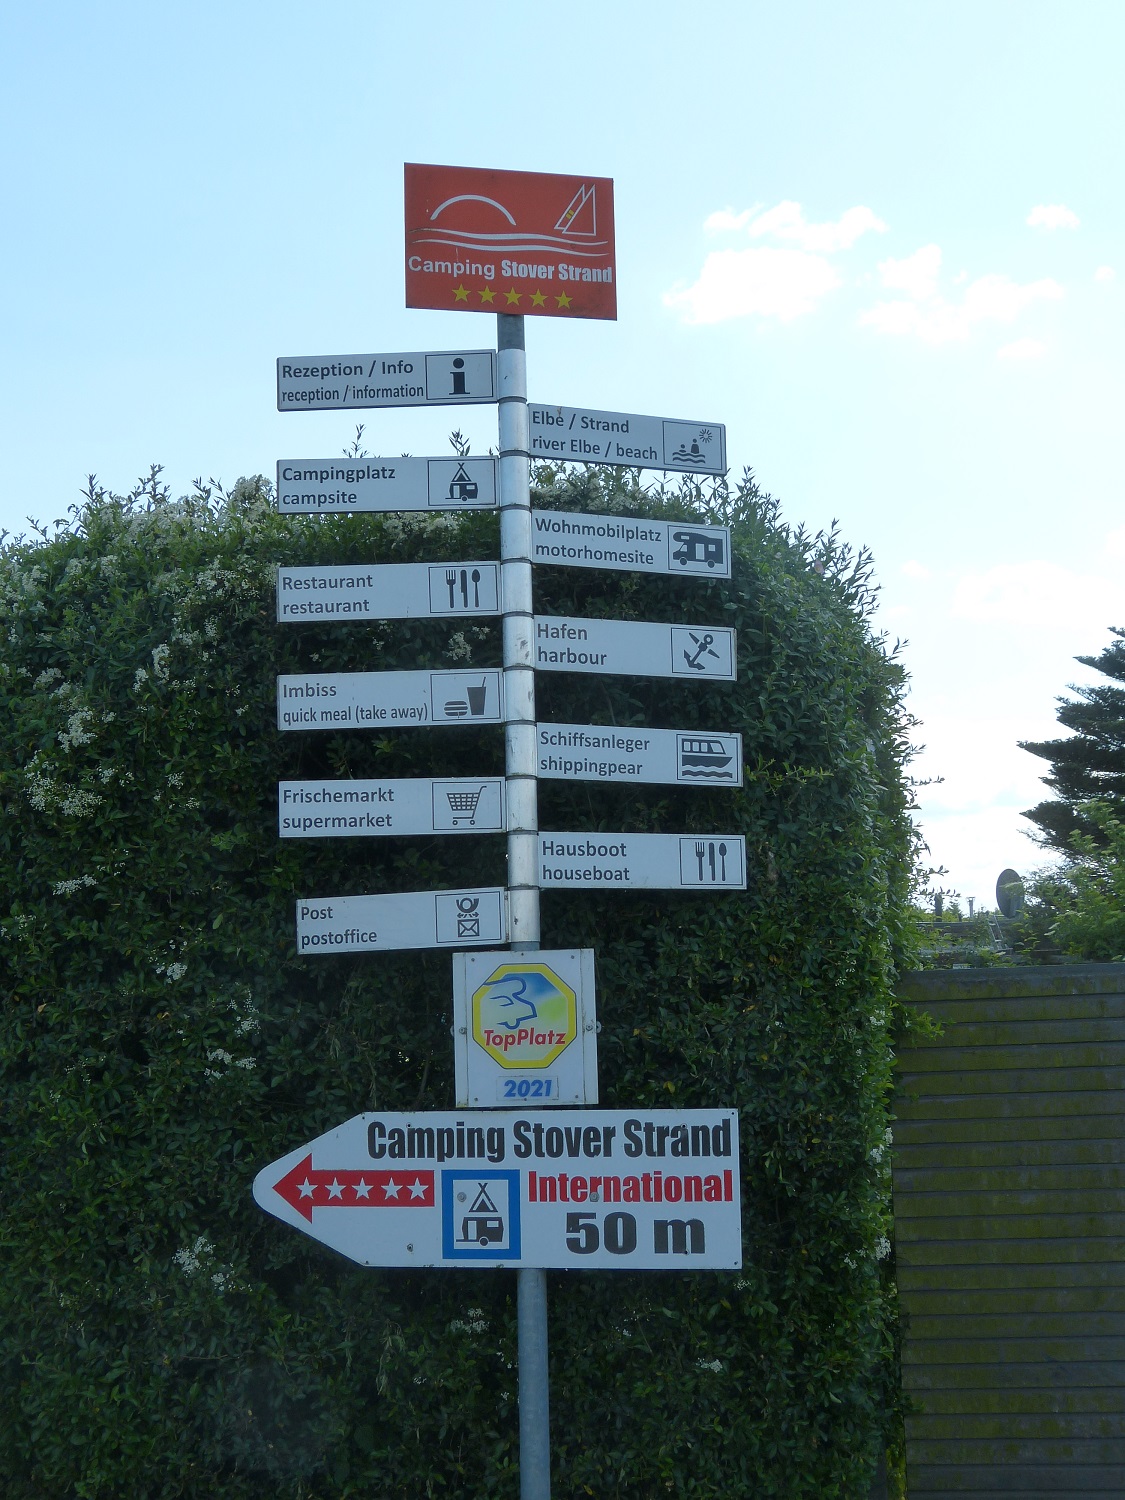 Camping Stover Strand
Rezeption / Info
reception / information
Elbe / Strand
river Elbe / beach
Campingplatz
campsite
Wohnmobilplatz
motorhomesite
Restaurant
restaurant
Hafen
harbour
Imbiss
quick meal (take away)
Schiffsanleger
shippingpear
Frischemarkt
supermarket
Hausboot
houseboat
Post
postoffice
TopPlatz
2021
Camping Stover Strand
International
50 m